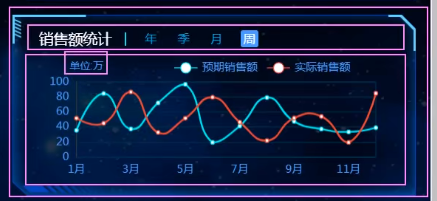 销售额统计 | 年 季 月 周
单位 万
预期销售额 实际销售额
100
80
60
40
20
0
1月 3月 5月 7月 9月 11月